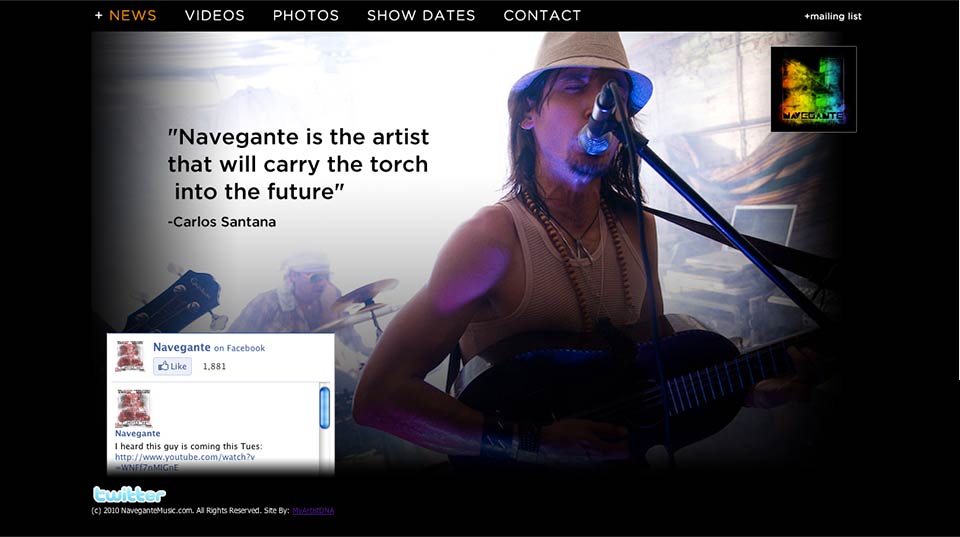 + NEWS VIDEOS PHOTOS SHOW DATES CONTACT +mailing list
NAVEGANTE
"Navegante is the artist
that will carry the torch
into the future"
-Carlos Santana
Epiphone
Navegante on Facebook
Like 1,881
Navegante
I heard this guy is coming this Tues:
http://www.youtube.com/watch?v
=WNFf7nMIGnE
twitter
(c) 2010 NaveganteMusic.com. All Rights Reserved. Site By: MyArtistDNA